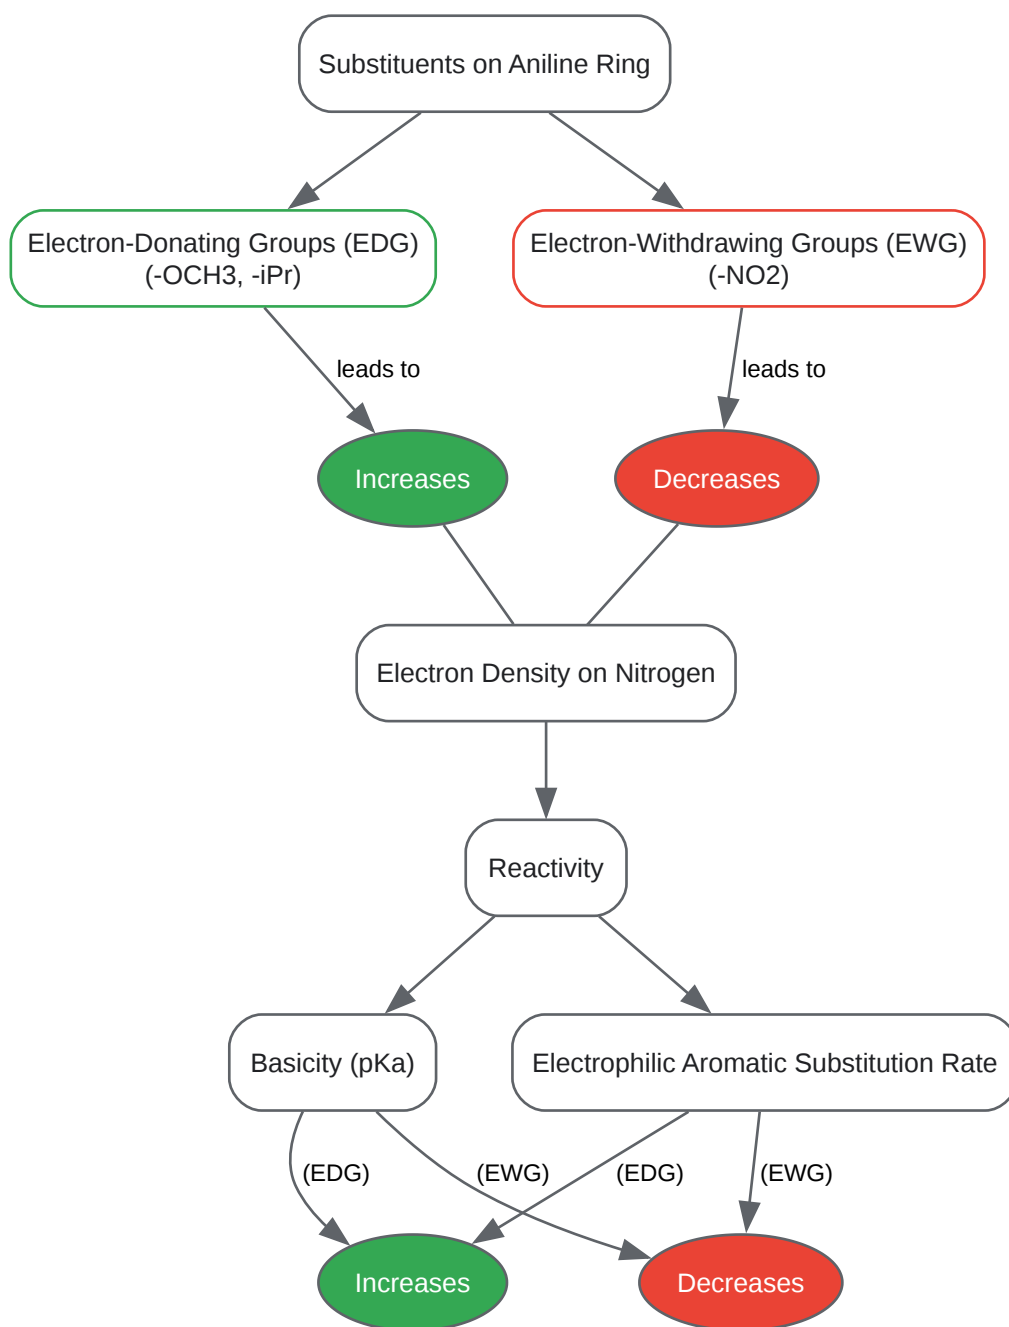 Substituents on Aniline Ring
Electron-Donating Groups (EDG)
(-OCH3, -iPr)
Electron-Withdrawing Groups (EWG)
(-NO2)
leads to
leads to
Increases
Decreases
Electron Density on Nitrogen
Reactivity
Basicity (pKa)
Electrophilic Aromatic Substitution Rate
(EDG)
(EWG)
(EDG)
(EWG)
Increases
Decreases